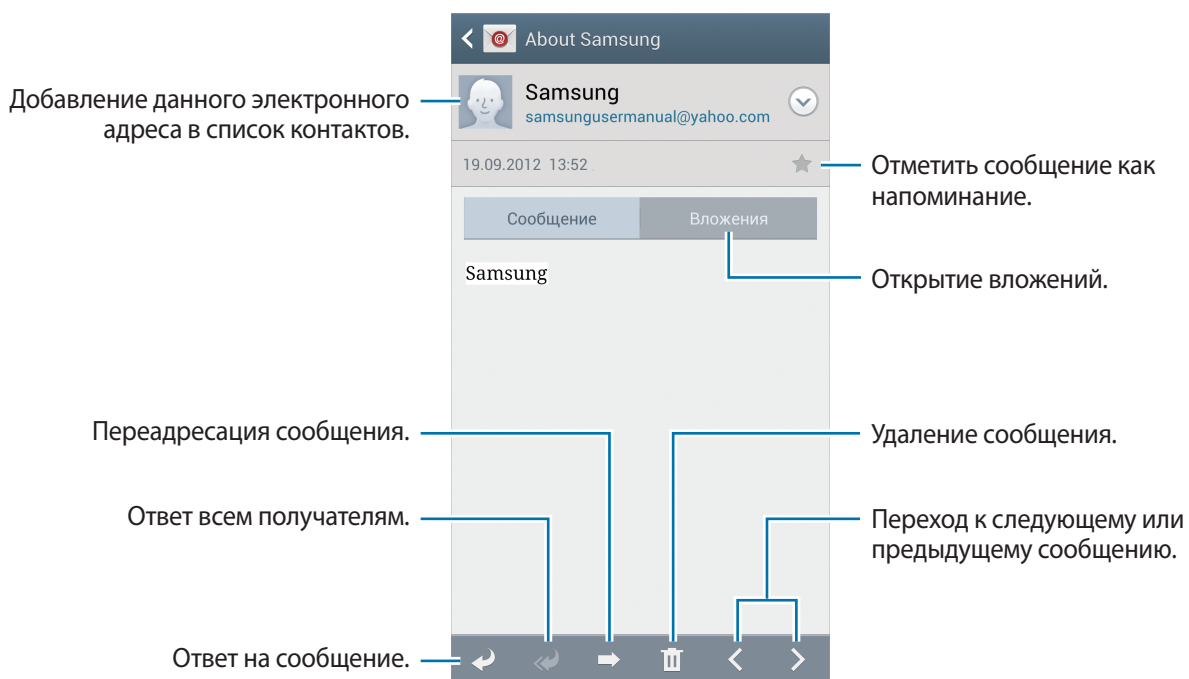 About Samsung
Добавление данного электронного
адреса в список контактов.
Samsung
samsungusermanual@yahoo.com
19.09.2012 13:52
Отметить сообщение как
напоминание.
Сообщение
Вложения
Samsung
Открытие вложений.
Переадресация сообщения.
Удаление сообщения.
Ответ всем получателям.
Переход к следующему или
предыдущему сообщению.
Ответ на сообщение.